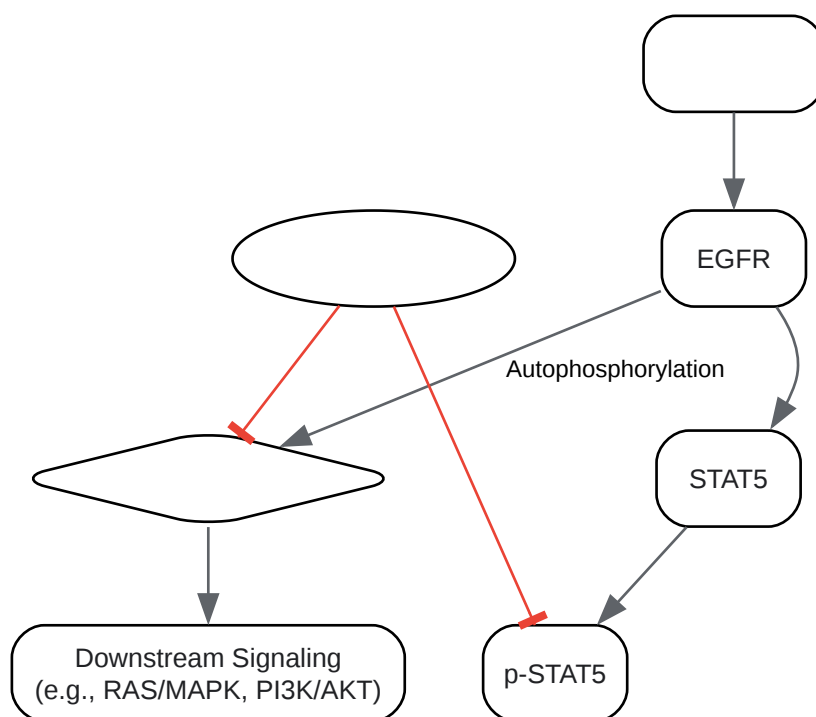 EGFR
Autophosphorylation
STAT5
Downstream Signaling
(e.g., RAS/MAPK, PI3K/AKT)
p-STAT5